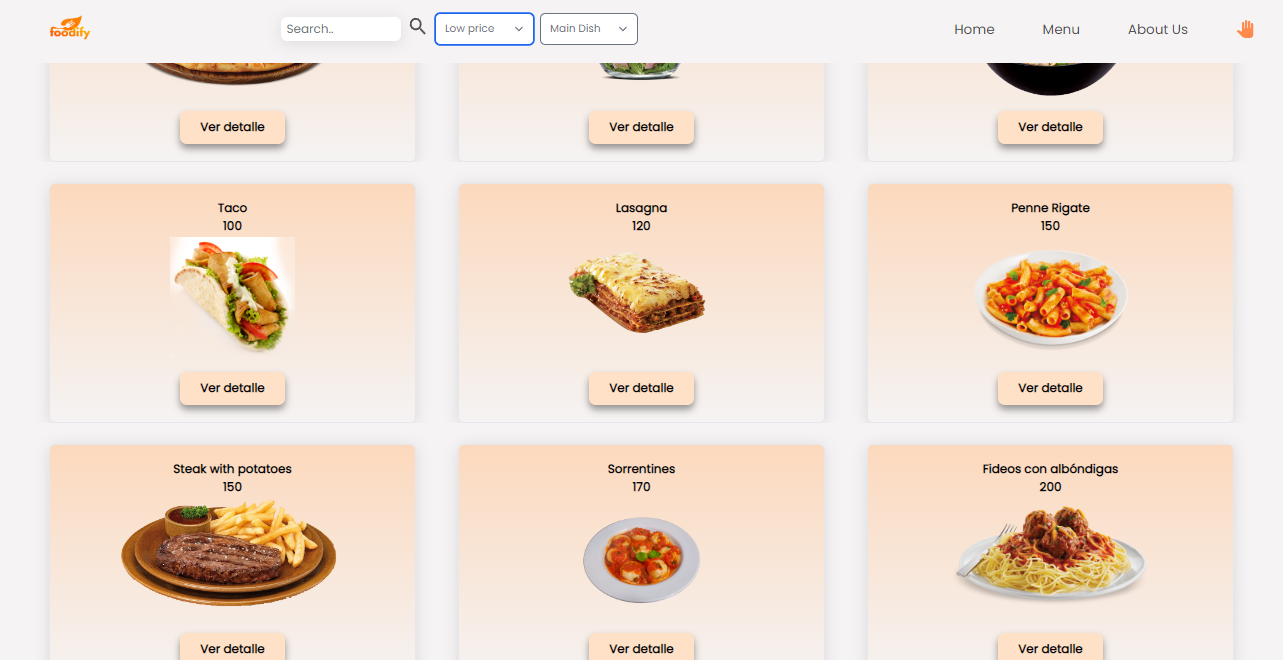 foodify
Search..
Low price
Main Dish
Home
Menu
About Us
Ver detalle
Ver detalle
Ver detalle
Taco
100
Lasagna
120
Penne Rigate
150
Ver detalle
Ver detalle
Ver detalle
Steak with potatoes
150
Sorrentines
170
Fideos con albóndigas
200
Ver detalle
Ver detalle
Ver detalle